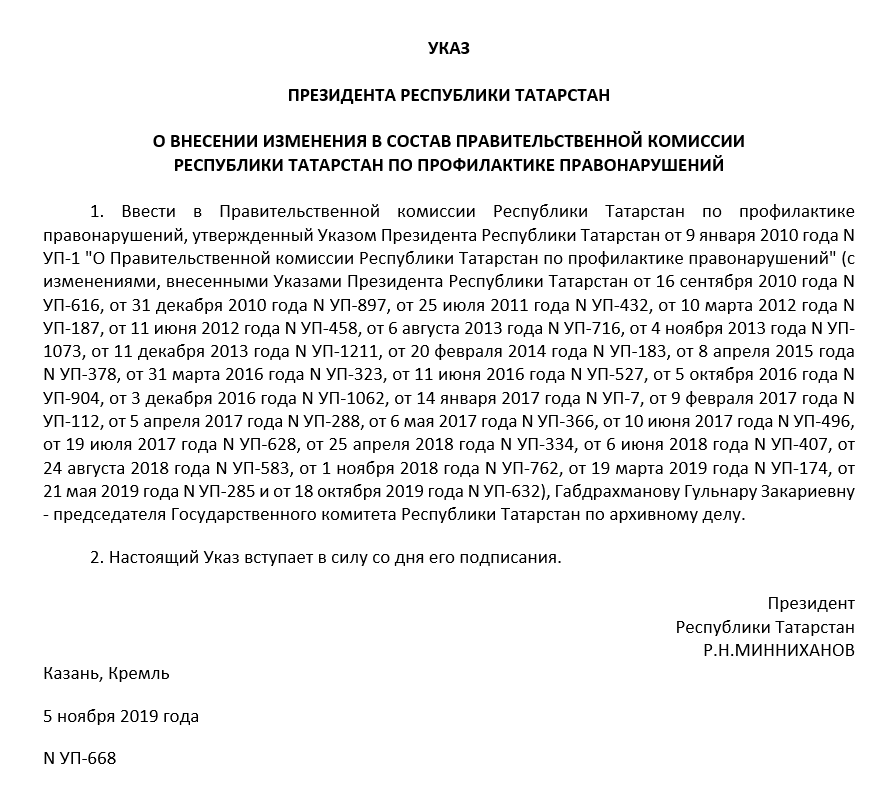 УКАЗ
ПРЕЗИДЕНТА РЕСПУБЛИКИ ТАТАРСТАН
О ВНЕСЕНИИ ИЗМЕНЕНИЯ В СОСТАВ ПРАВИТЕЛЬСТВЕННОЙ КОМИССИИ
РЕСПУБЛИКИ ТАТАРСТАН ПО ПРОФИЛАКТИКЕ ПРАВОНАРУШЕНИЙ
1. Ввести в Правительственной комиссии Республики Татарстан по профилактике
правонарушений, утвержденный Указом Президента Республики Татарстан от 9 января 2010 года N
УП-1 "О Правительственной комиссии Республики Татарстан по профилактике правонарушений" (с
изменениями, внесенными Указами Президента Республики Татарстан от 16 сентября 2010 года N
УП-616, от 31 декабря 2010 года N УП-897, от 25 июля 2011 года N УП-432, от 10 марта 2012 года N
УП-187, от 11 июня 2012 года N УП-458, от 6 августа 2013 года N УП-716, от 4 ноября 2013 года N УП-
1073, от 11 декабря 2013 года N УП-1211, от 20 февраля 2014 года N УП-183, от 8 апреля 2015 года
N УП-378, от 31 марта 2016 года N УП-323, от 11 июня 2016 года N УП-527, от 5 октября 2016 года N
УП-904, от 3 декабря 2016 года N УП-1062, от 14 января 2017 года N УП-7, от 9 февраля 2017 года N
УП-112, от 5 апреля 2017 года N УП-288, от 6 мая 2017 года N УП-366, от 10 июня 2017 года N УП-496,
от 19 июля 2017 года N УП-628, от 25 апреля 2018 года N УП-334, от 6 июня 2018 года N УП-407, от
24 августа 2018 года N УП-583, от 1 ноября 2018 года N УП-762, от 19 марта 2019 года N УП-174, от
21 мая 2019 года N УП-285 и от 18 октября 2019 года N УП-632), Габдрахманову Гульнару Закариевну
- председателя Государственного комитета Республики Татарстан по архивному делу.
2. Настоящий Указ вступает в силу со дня его подписания.
Президент
Республики Татарстан
Р.Н.МИННИХАНОВ
Казань, Кремль
5 ноября 2019 года
N УП-668